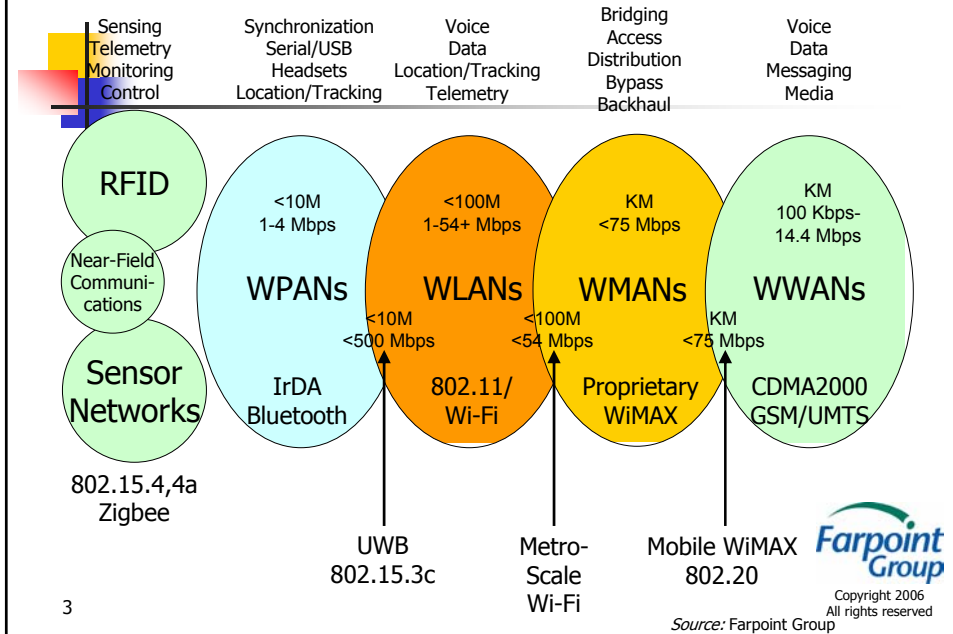 Sensing
Telemetry
Monitoring
Control
Synchronization
Serial/USB
Headsets
Location/Tracking
Voice
Data
Location/Tracking
Telemetry
Bridging
Access
Distribution
Bypass
Backhaul
Voice
Data
Messaging
Media
RFID
Near-Field
Communi-
cations
Sensor
Networks
802.15.4,4a
Zigbee
<10M
1-4 Mbps
WPANs
IrDA
Bluetooth
<10M
<500 Mbps
UWB
802.15.3c
<100M
1-54+ Mbps
WLANs
802.11/
Wi-Fi
<100M
<54 Mbps
Metro-
Scale
Wi-Fi
KM
<75 Mbps
WMANs
Proprietary
WiMAX
KM
<75 Mbps
Mobile WiMAX
802.20
KM
100 Kbps-
14.4 Mbps
WWANs
CDMA2000
GSM/UMTS
Farpoint
Group
Copyright 2006
All rights reserved
3
Source: Farpoint Group